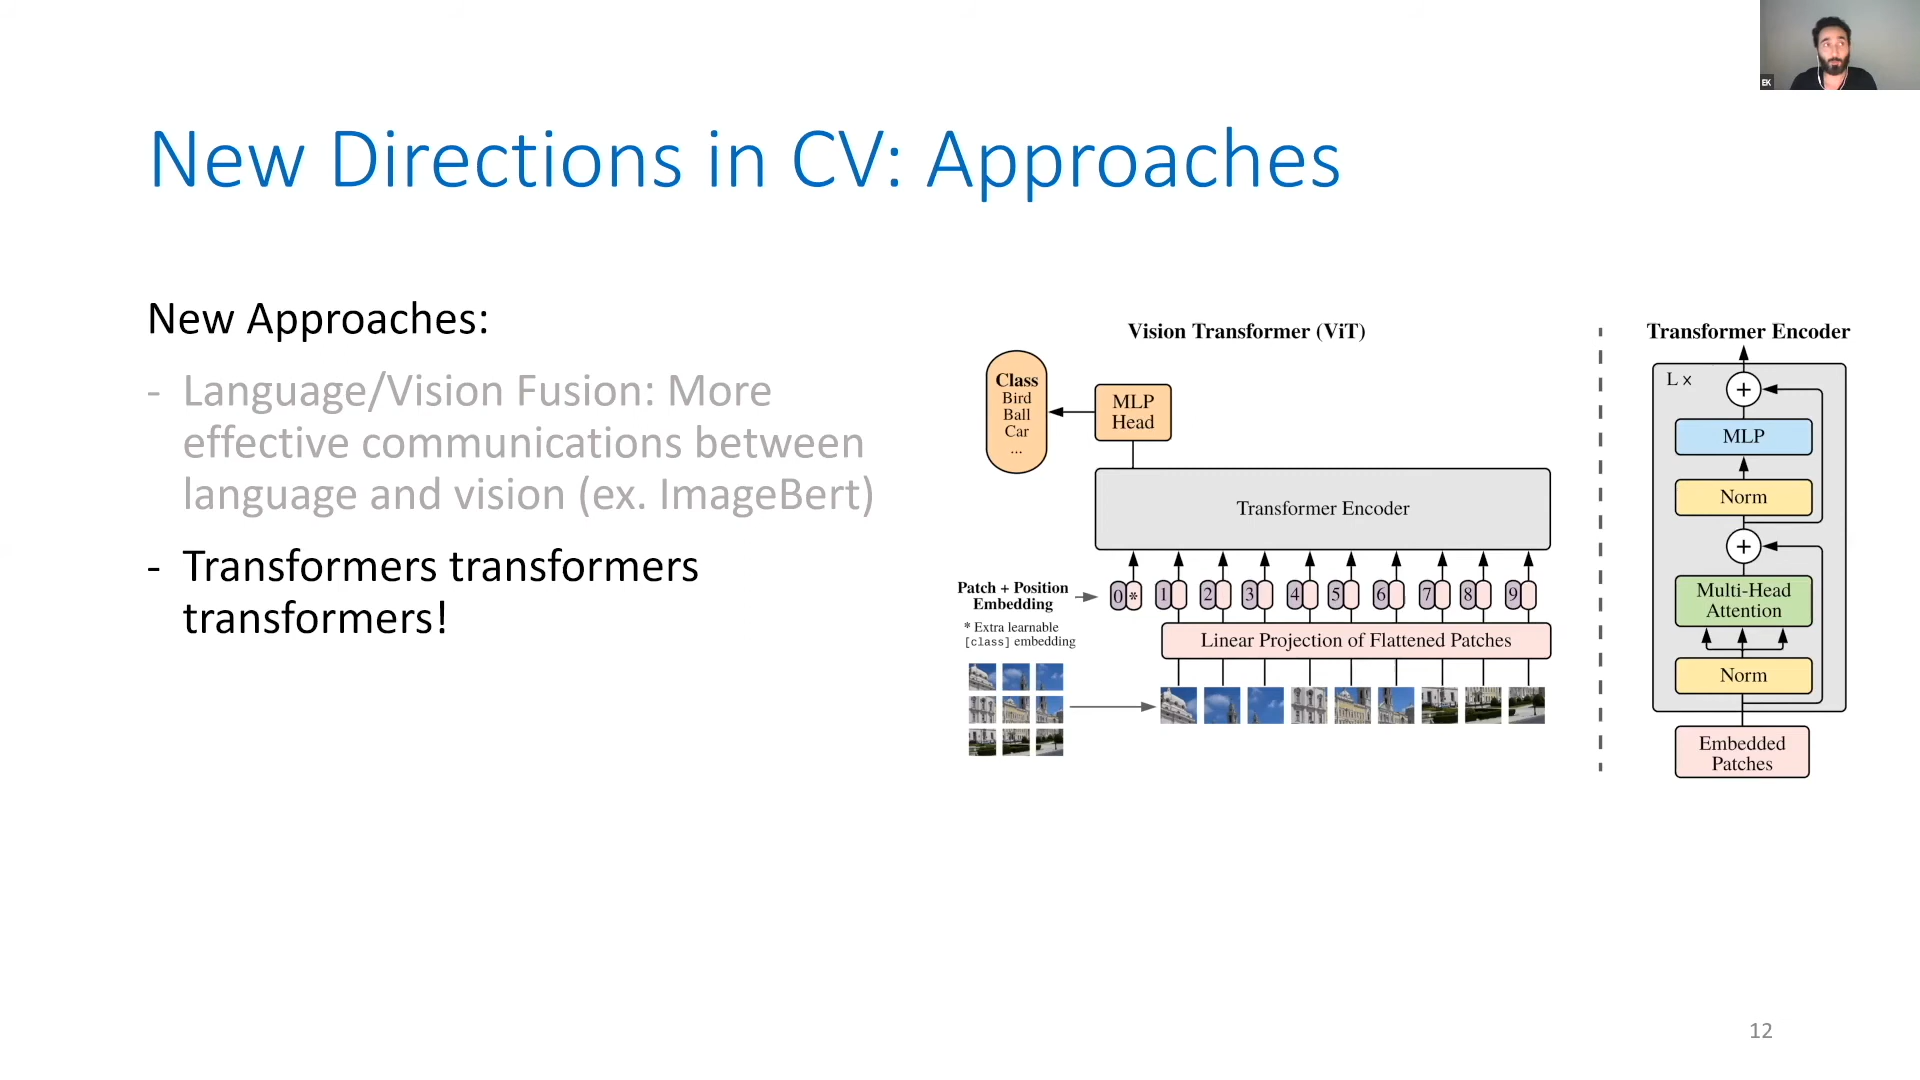 EK
New Directions in CV: Approaches
New Approaches:
- Language/Vision Fusion: More
effective communications between
language and vision (ex. ImageBert)
- Transformers transformers
transformers!
Vision Transformer (ViT)
Class
Bird
Ball
Car
...
MLP
Head
Transformer Encoder
Patch + Position
Embedding
* Extra learnable
[class] embedding
0 * 1 2 3 4 5 6 7 8 9
Linear Projection of Flattened Patches
Transformer Encoder
L ×
+
MLP
Norm
+
Multi-Head
Attention
Norm
Embedded
Patches
12